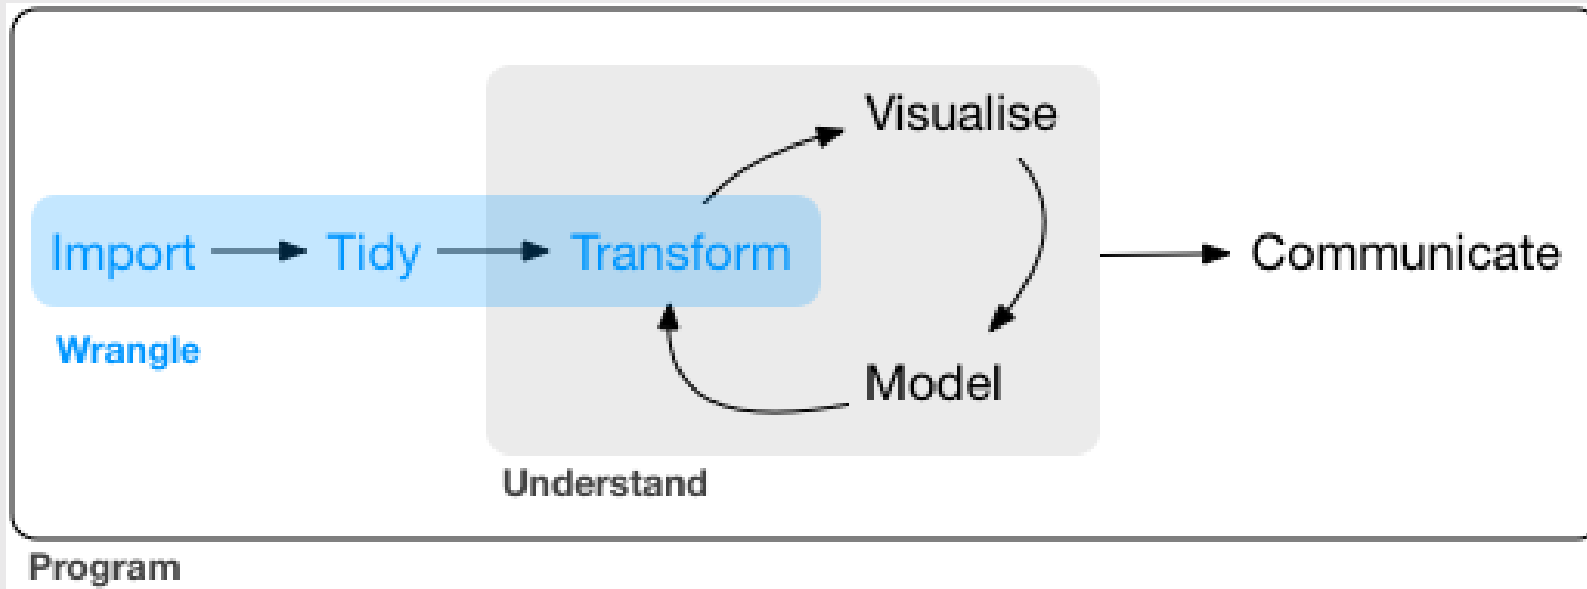 Visualise
Import
Tidy
Transform
Communicate
Wrangle
Model
Understand
Program